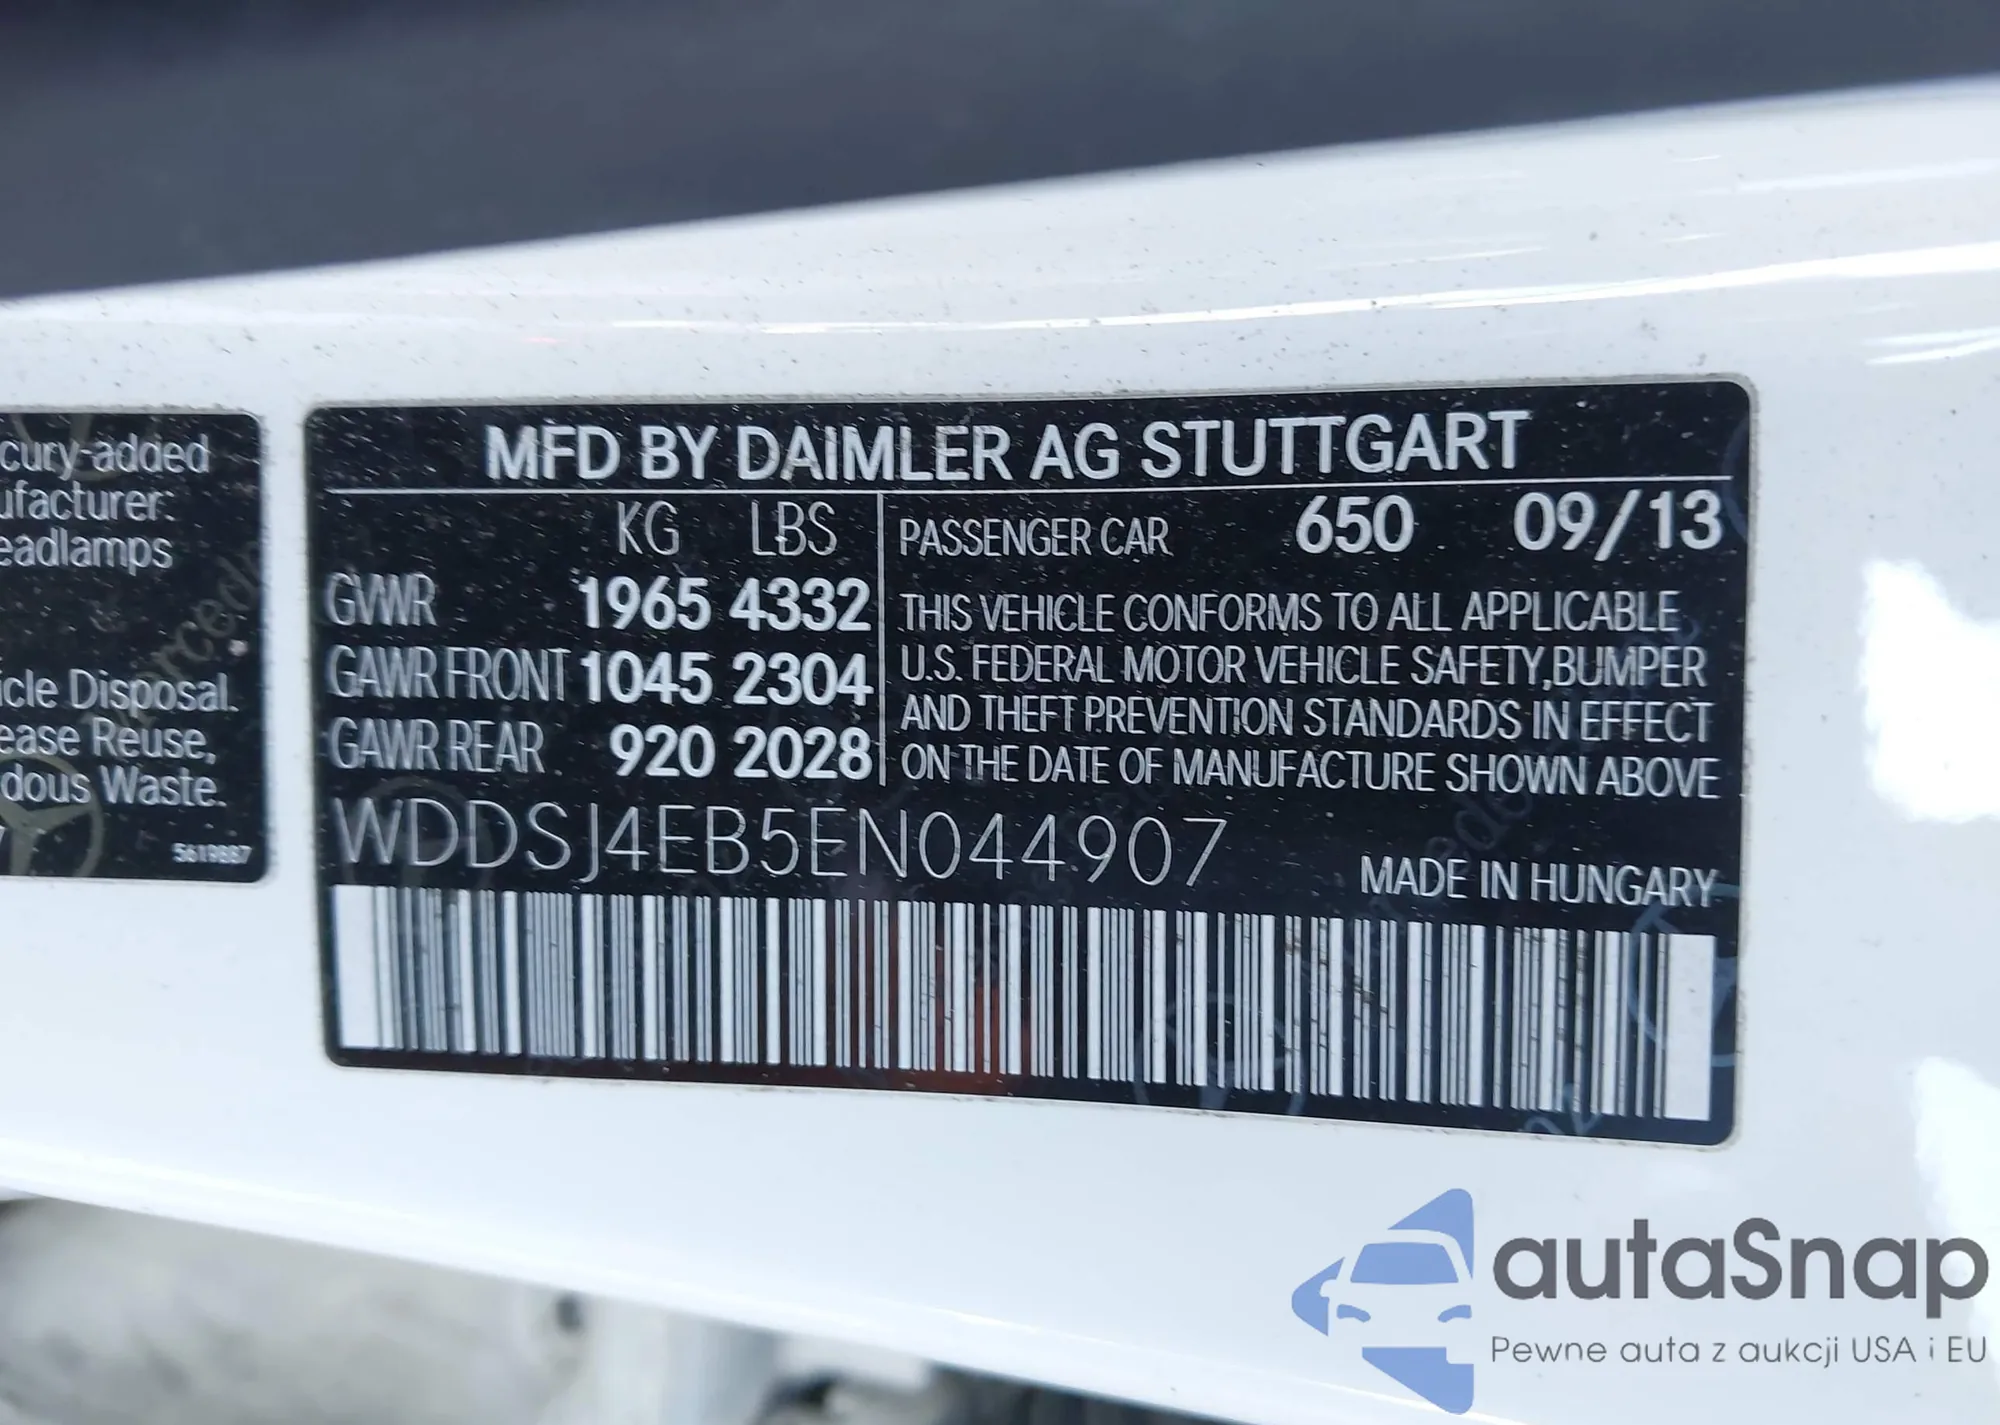 cury-added
ufacturer:
eadlamps
icle Disposal.
ease Reuse,
dous Waste.
5619887
MFD BY DAIMLER AG STUTTGART
KG LBS
GVWR 1965 4332
GAWR FRONT 1045 2304
GAWR REAR 920 2028
PASSENGER CAR 650 09/13
THIS VEHICLE CONFORMS TO ALL APPLICABLE
U.S. FEDERAL MOTOR VEHICLE SAFETY,BUMPER
AND THEFT PREVENTION STANDARDS IN EFFECT
ON THE DATE OF MANUFACTURE SHOWN ABOVE
WDDSJ4EB5EN044907
MADE IN HUNGARY
autaSnap
Pewne auta z aukcji USA i EU